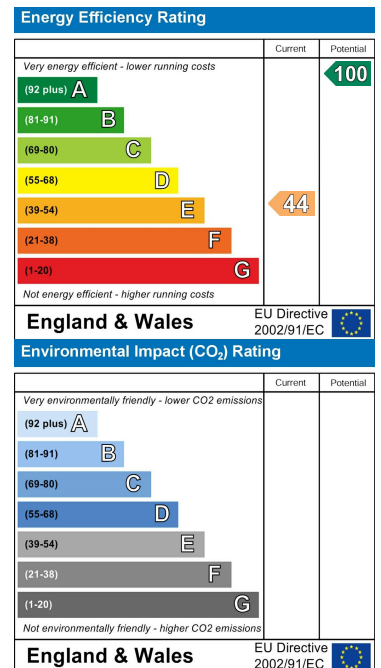 Energy Efficiency Rating
Current Potential
Very energy efficient - lower running costs
(92 plus) A
100
(81-91) B
(69-80) C
(55-68) D
(39-54) E
44
(21-38) F
(1-20) G
Not energy efficient - higher running costs
England & Wales
EU Directive
2002/91/EC
Environmental Impact (CO₂) Rating
Current Potential
Very environmentally friendly - lower CO2 emissions
(92 plus) A
(81-91) B
(69-80) C
(55-68) D
(39-54) E
(21-38) F
(1-20) G
Not environmentally friendly - higher CO2 emissions
England & Wales
EU Directive
2002/91/EC